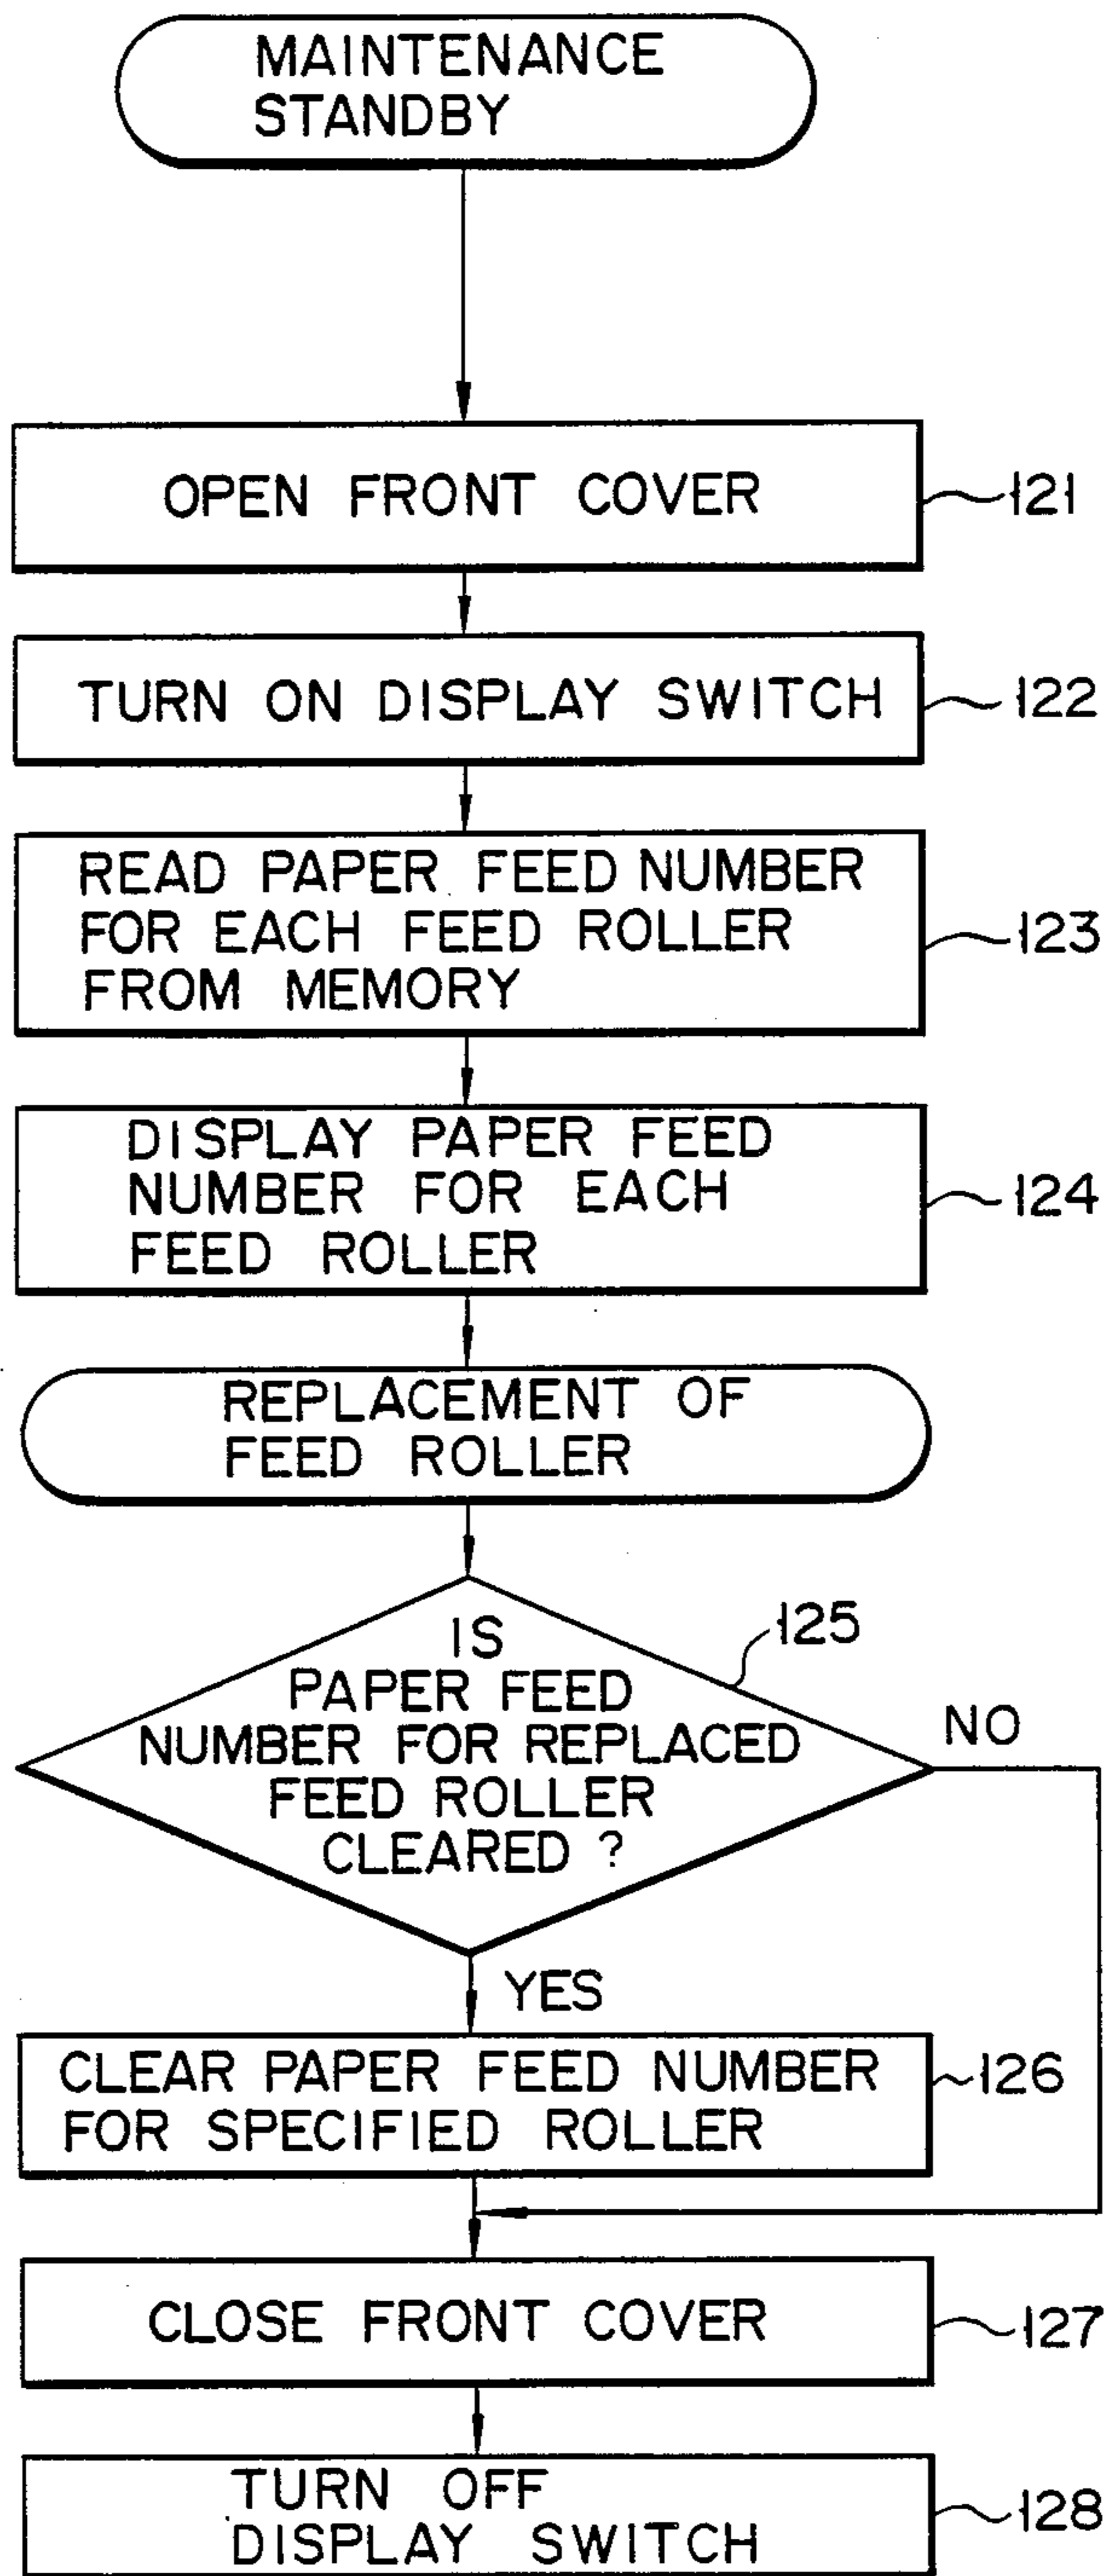 MAINTENANCE
STANDBY
OPEN FRONT COVER
121
TURN ON DISPLAY SWITCH
122
READ PAPER FEED NUMBER
FOR EACH FEED ROLLER
FROM MEMORY
123
DISPLAY PAPER FEED
NUMBER FOR EACH
FEED ROLLER
124
REPLACEMENT OF
FEED ROLLER
IS
PAPER FEED
NUMBER FOR REPLACED
FEED ROLLER
CLEARED ?
125
NO
YES
CLEAR PAPER FEED NUMBER
FOR SPECIFIED ROLLER
126
CLOSE FRONT COVER
127
TURN OFF
DISPLAY SWITCH
128